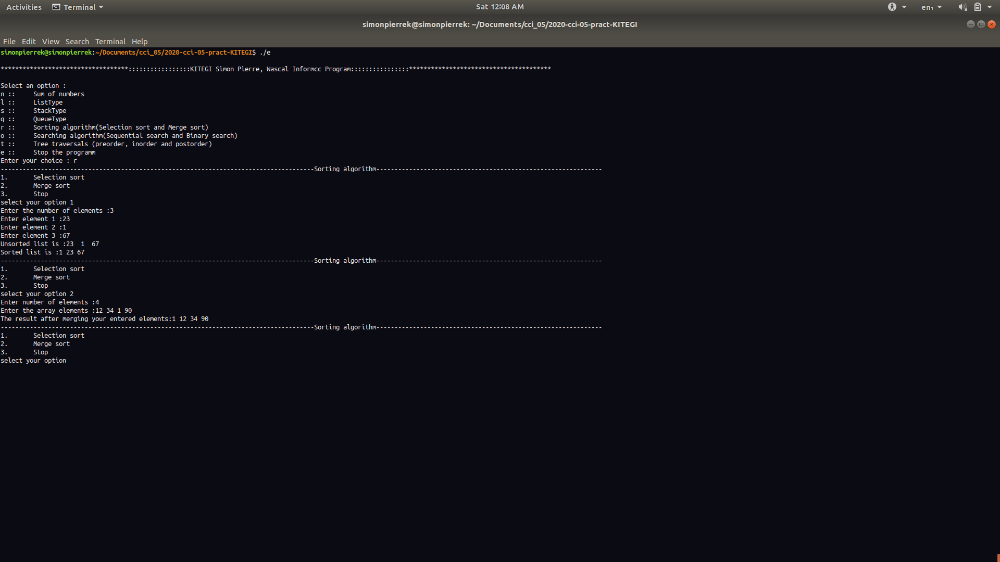 Activities Terminal Sat 12:08 AM en₁
simonpierrek@simonpierrek: ~/Documents/cci_05/2020-cci-05-pract-KITEGI
File Edit View Search Terminal Help
simonpierrek@simonpierrek:~/Documents/cci_05/2020-cci-05-pract-KITEGI$ ./e
***********************************:::::::::::::::::KITEGI Simon Pierre, Wascal Informcc Program::::::::::::::::***************************************
Select an option :
n :: Sum of numbers
l :: ListType
s :: StackType
q :: QueueType
r :: Sorting algorithm(Selection sort and Merge sort)
o :: Searching algorithm(Sequential search and Binary search)
t :: Tree traversals (preorder, inorder and postorder)
e :: Stop the programm
Enter your choice : r
--------------------------------------------------------------------------------------Sorting algorithm--------------------------------------------------------------
1. Selection sort
2. Merge sort
3. Stop
select your option 1
Enter the number of elements :3
Enter element 1 :23
Enter element 2 :1
Enter element 3 :67
Unsorted list is :23 1 67
Sorted list is :1 23 67
--------------------------------------------------------------------------------------Sorting algorithm--------------------------------------------------------------
1. Selection sort
2. Merge sort
3. Stop
select your option 2
Enter number of elements :4
Enter the array elements :12 34 1 90
The result after merging your entered elements:1 12 34 90
--------------------------------------------------------------------------------------Sorting algorithm--------------------------------------------------------------
1. Selection sort
2. Merge sort
3. Stop
select your option